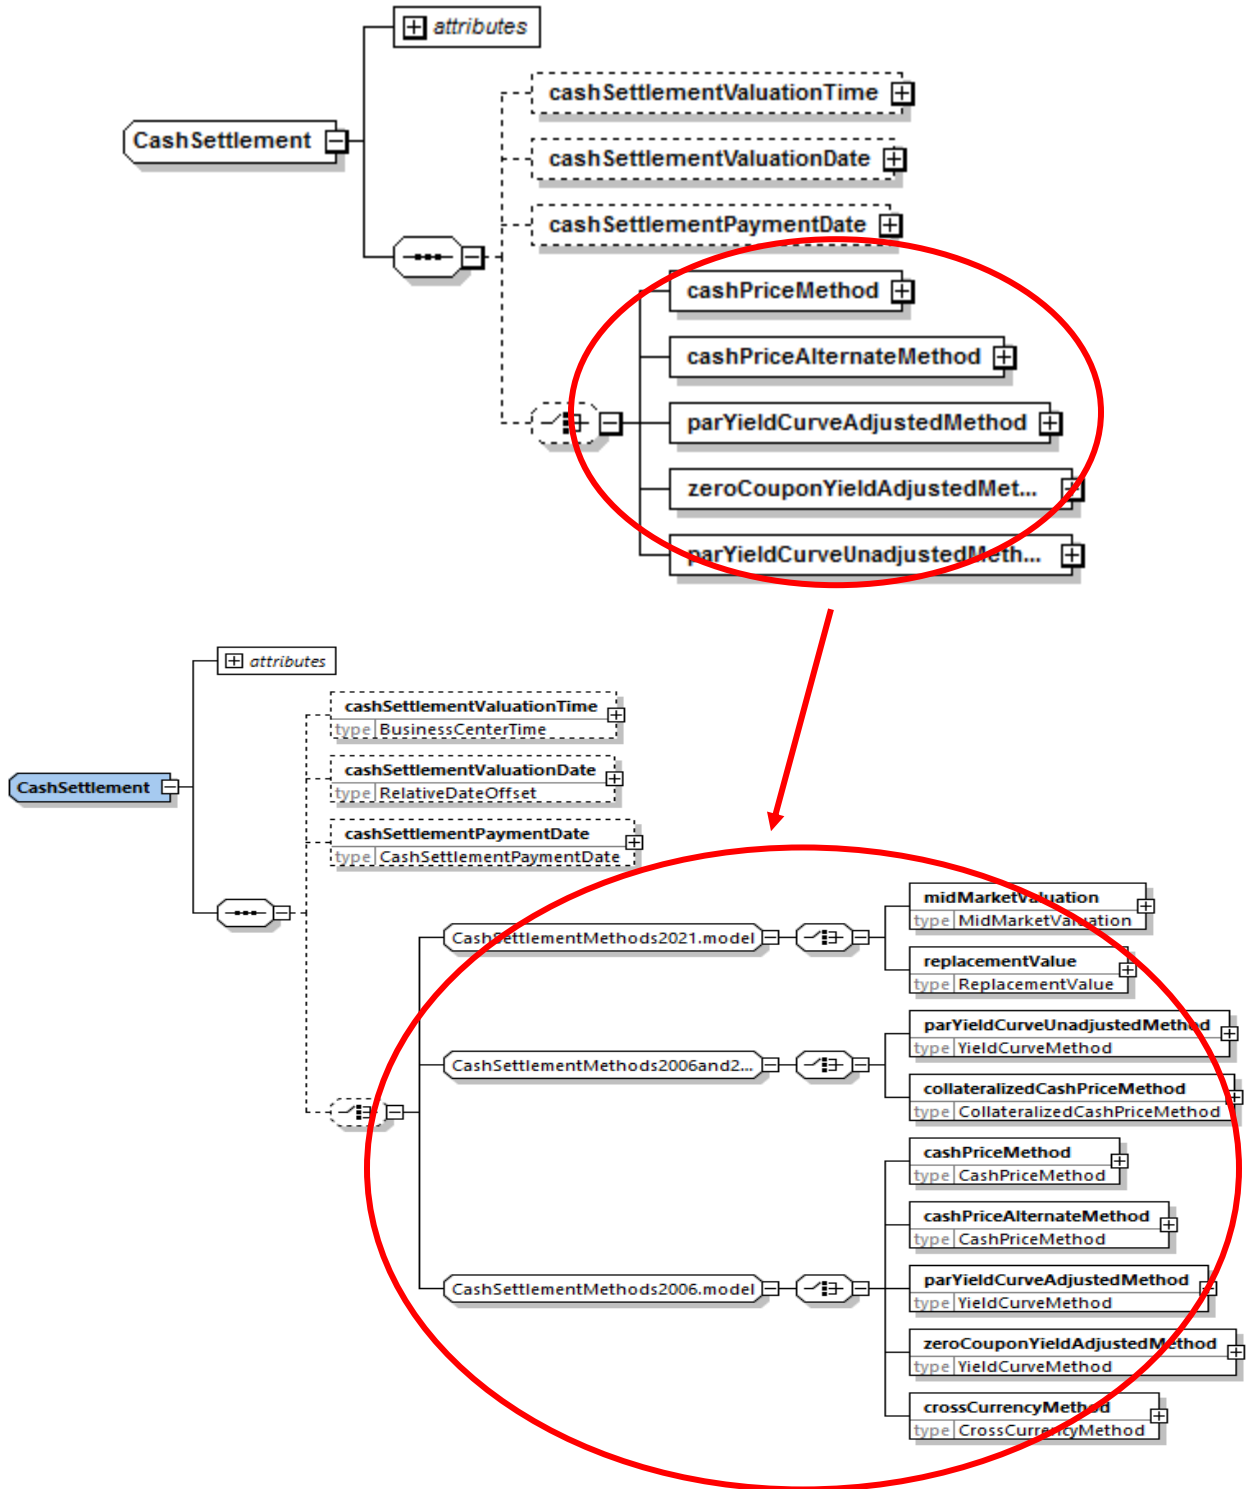 attributes
cashSettlementValuationTime
CashSettlement
cashSettlementValuationDate
cashSettlementPaymentDate
cashPriceMethod
cashPriceAlternateMethod
parYieldCurveAdjustedMethod
zeroCouponYieldAdjustedMet...
parYieldCurveUnadjustedMeth...
attributes
cashSettlementValuationTime
type BusinessCenterTime
cashSettlementValuationDate
type RelativeDateOffset
CashSettlement
cashSettlementPaymentDate
type CashSettlementPaymentDate
CashSettlementMethods2021.model
midMarketValuation
type MidMarketValuation
replacementValue
type ReplacementValue
CashSettlementMethods2006and2...
parYieldCurveUnadjustedMethod
type YieldCurveMethod
collateralizedCashPriceMethod
type CollateralizedCashPriceMethod
CashSettlementMethods2006.model
cashPriceMethod
type CashPriceMethod
cashPriceAlternateMethod
type CashPriceMethod
parYieldCurveAdjustedMethod
type YieldCurveMethod
zeroCouponYieldAdjustedMethod
type YieldCurveMethod
crossCurrencyMethod
type CrossCurrencyMethod